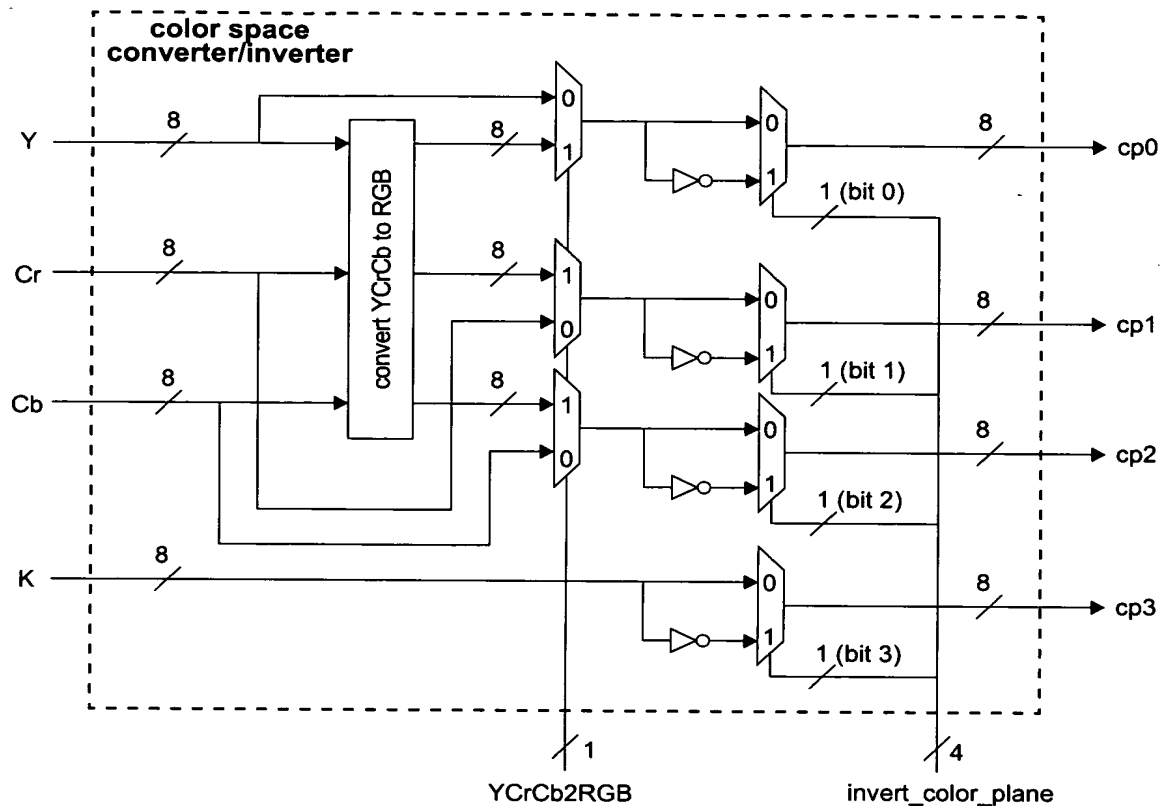 color space
converter/inverter
0
8
8
8
Y
0
8
cp0
1
1
1 (bit 0)
convert YCrCb to RGB
8
8
Cr
1
0
8
cp1
0
1
1 (bit 1)
8
8
Cb
1
0
8
cp2
0
1
1 (bit 2)
8
K
0
8
cp3
1
1 (bit 3)
1
4
YCrCb2RGB
invert_color_plane